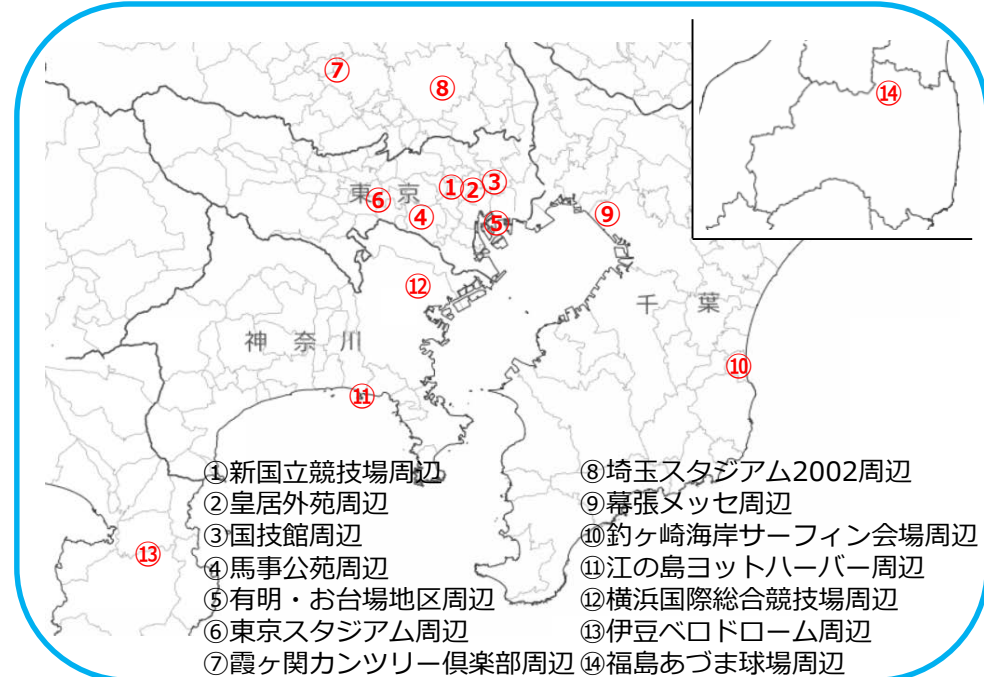 ⑦
⑧
⑭
東京
①
②
③
⑥
④
⑤
⑨
⑫
千葉
神奈川
⑩
⑪
⑬
①新国立競技場周辺
②皇居外苑周辺
③国技館周辺
④馬事公苑周辺
⑤有明・お台場地区周辺
⑥東京スタジアム周辺
⑦霞ヶ関カンツリー倶楽部周辺
⑧埼玉スタジアム2002周辺
⑨幕張メッセ周辺
⑩釣ヶ崎海岸サーフィン会場周辺
⑪江の島ヨットハーバー周辺
⑫横浜国際総合競技場周辺
⑬伊豆ベロドローム周辺
⑭福島あづま球場周辺